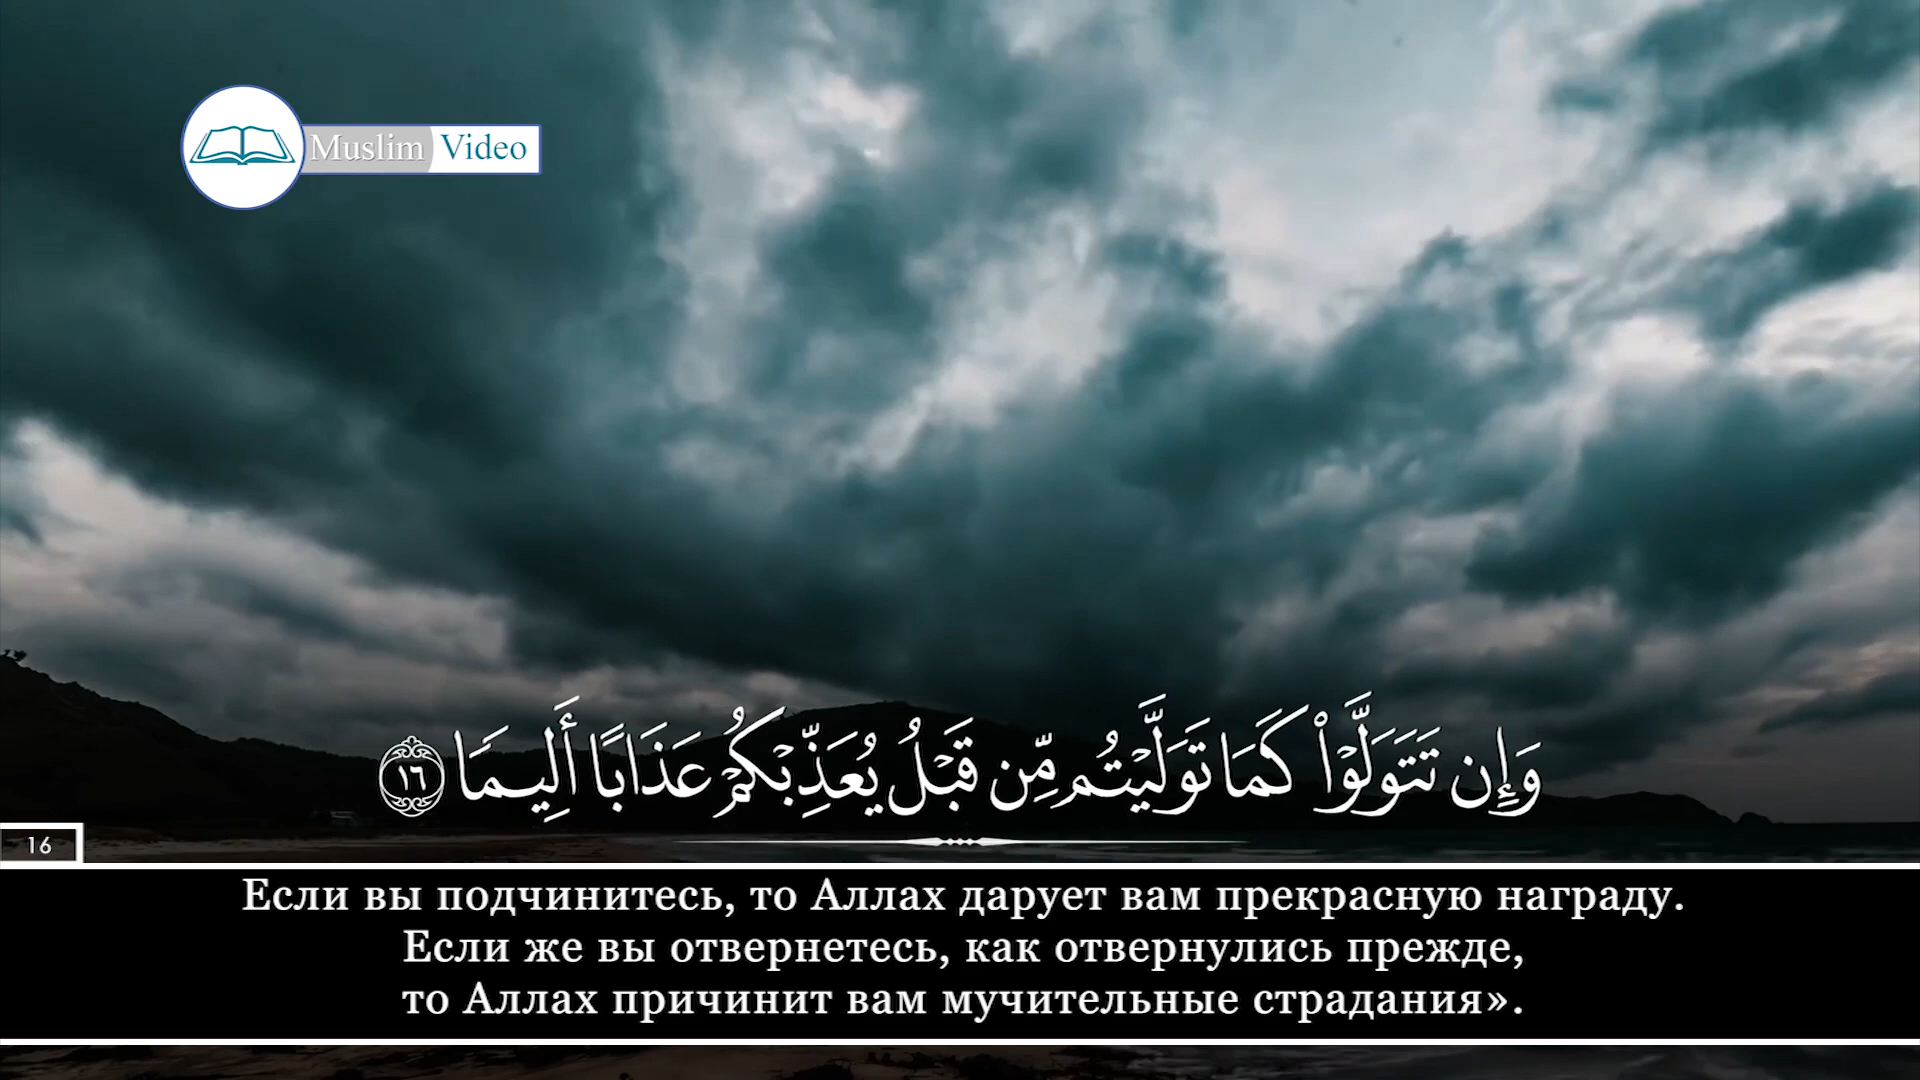 Muslim Video
وَإِن تَتَوَلَّوْا۟ كَمَا تَوَلَّيْتُم مِّن قَبْلُ يُعَذِّبْكُمْ عَذَابًا أَلِيمًا ١٦
16
Если вы подчинитесь, то Аллах дарует вам прекрасную награду.
Если же вы отвернетесь, как отвернулись прежде,
то Аллах причинит вам мучительные страдания».